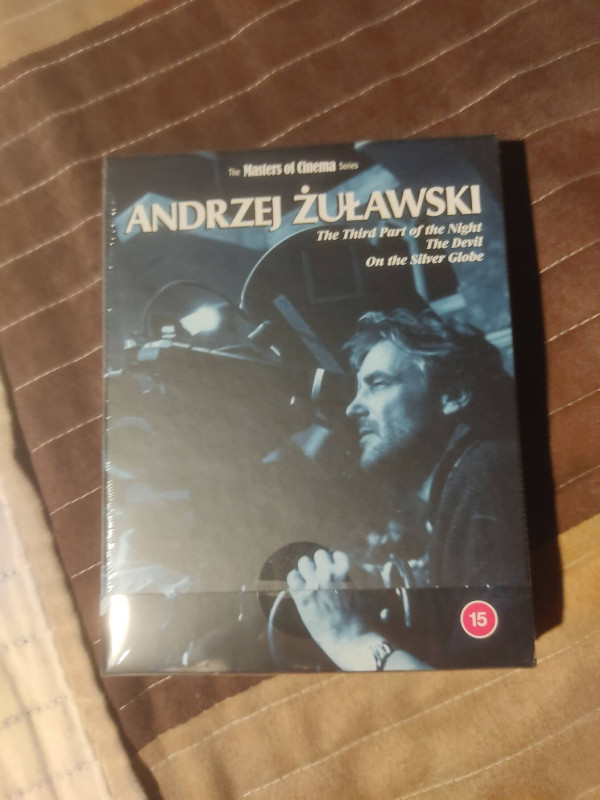 The Masters of Cinema Series
ANDRZEJ ŻUŁAWSKI
The Third Part of the Night
The Devil
On the Silver Globe
15